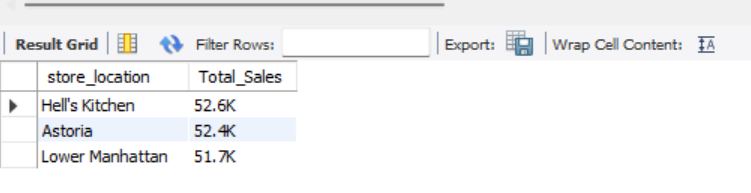 Result Grid Filter Rows: Export: Wrap Cell Content: IA
store_location Total_Sales
Hell's Kitchen 52.6K
Astoria 52.4K
Lower Manhattan 51.7K